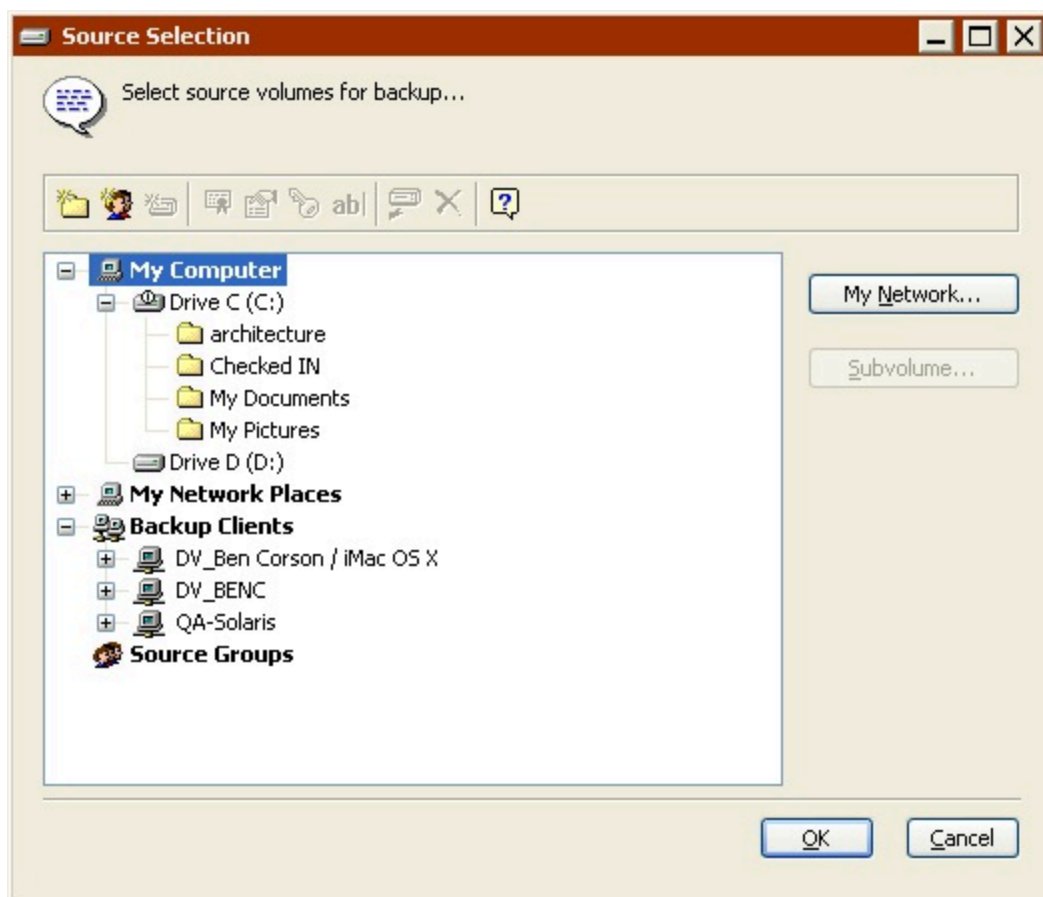 Source Selection
Select source volumes for backup...
ab|
My Computer
My Network...
Drive C (C:)
architecture
Checked IN
Subvolume...
My Documents
My Pictures
Drive D (D:)
My Network Places
Backup Clients
DV_Ben Corson / iMac OS X
DV_BENC
QA-Solaris
Source Groups
OK
Cancel